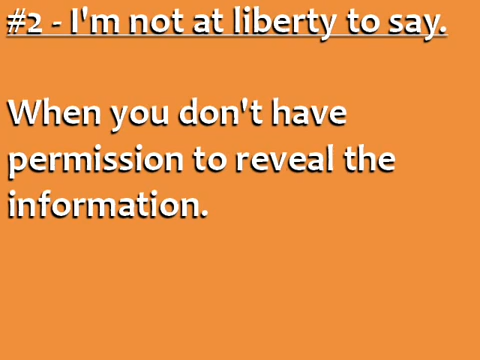 #2 - I'm not at liberty to say.
When you don't have
permission to reveal the
information.